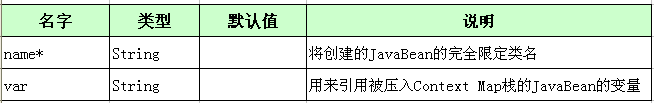 名字 类型 默认值 说明
name* String 将创建的JavaBean的完全限定类名
var String 用来引用被压入Context Map栈的JavaBean的变量